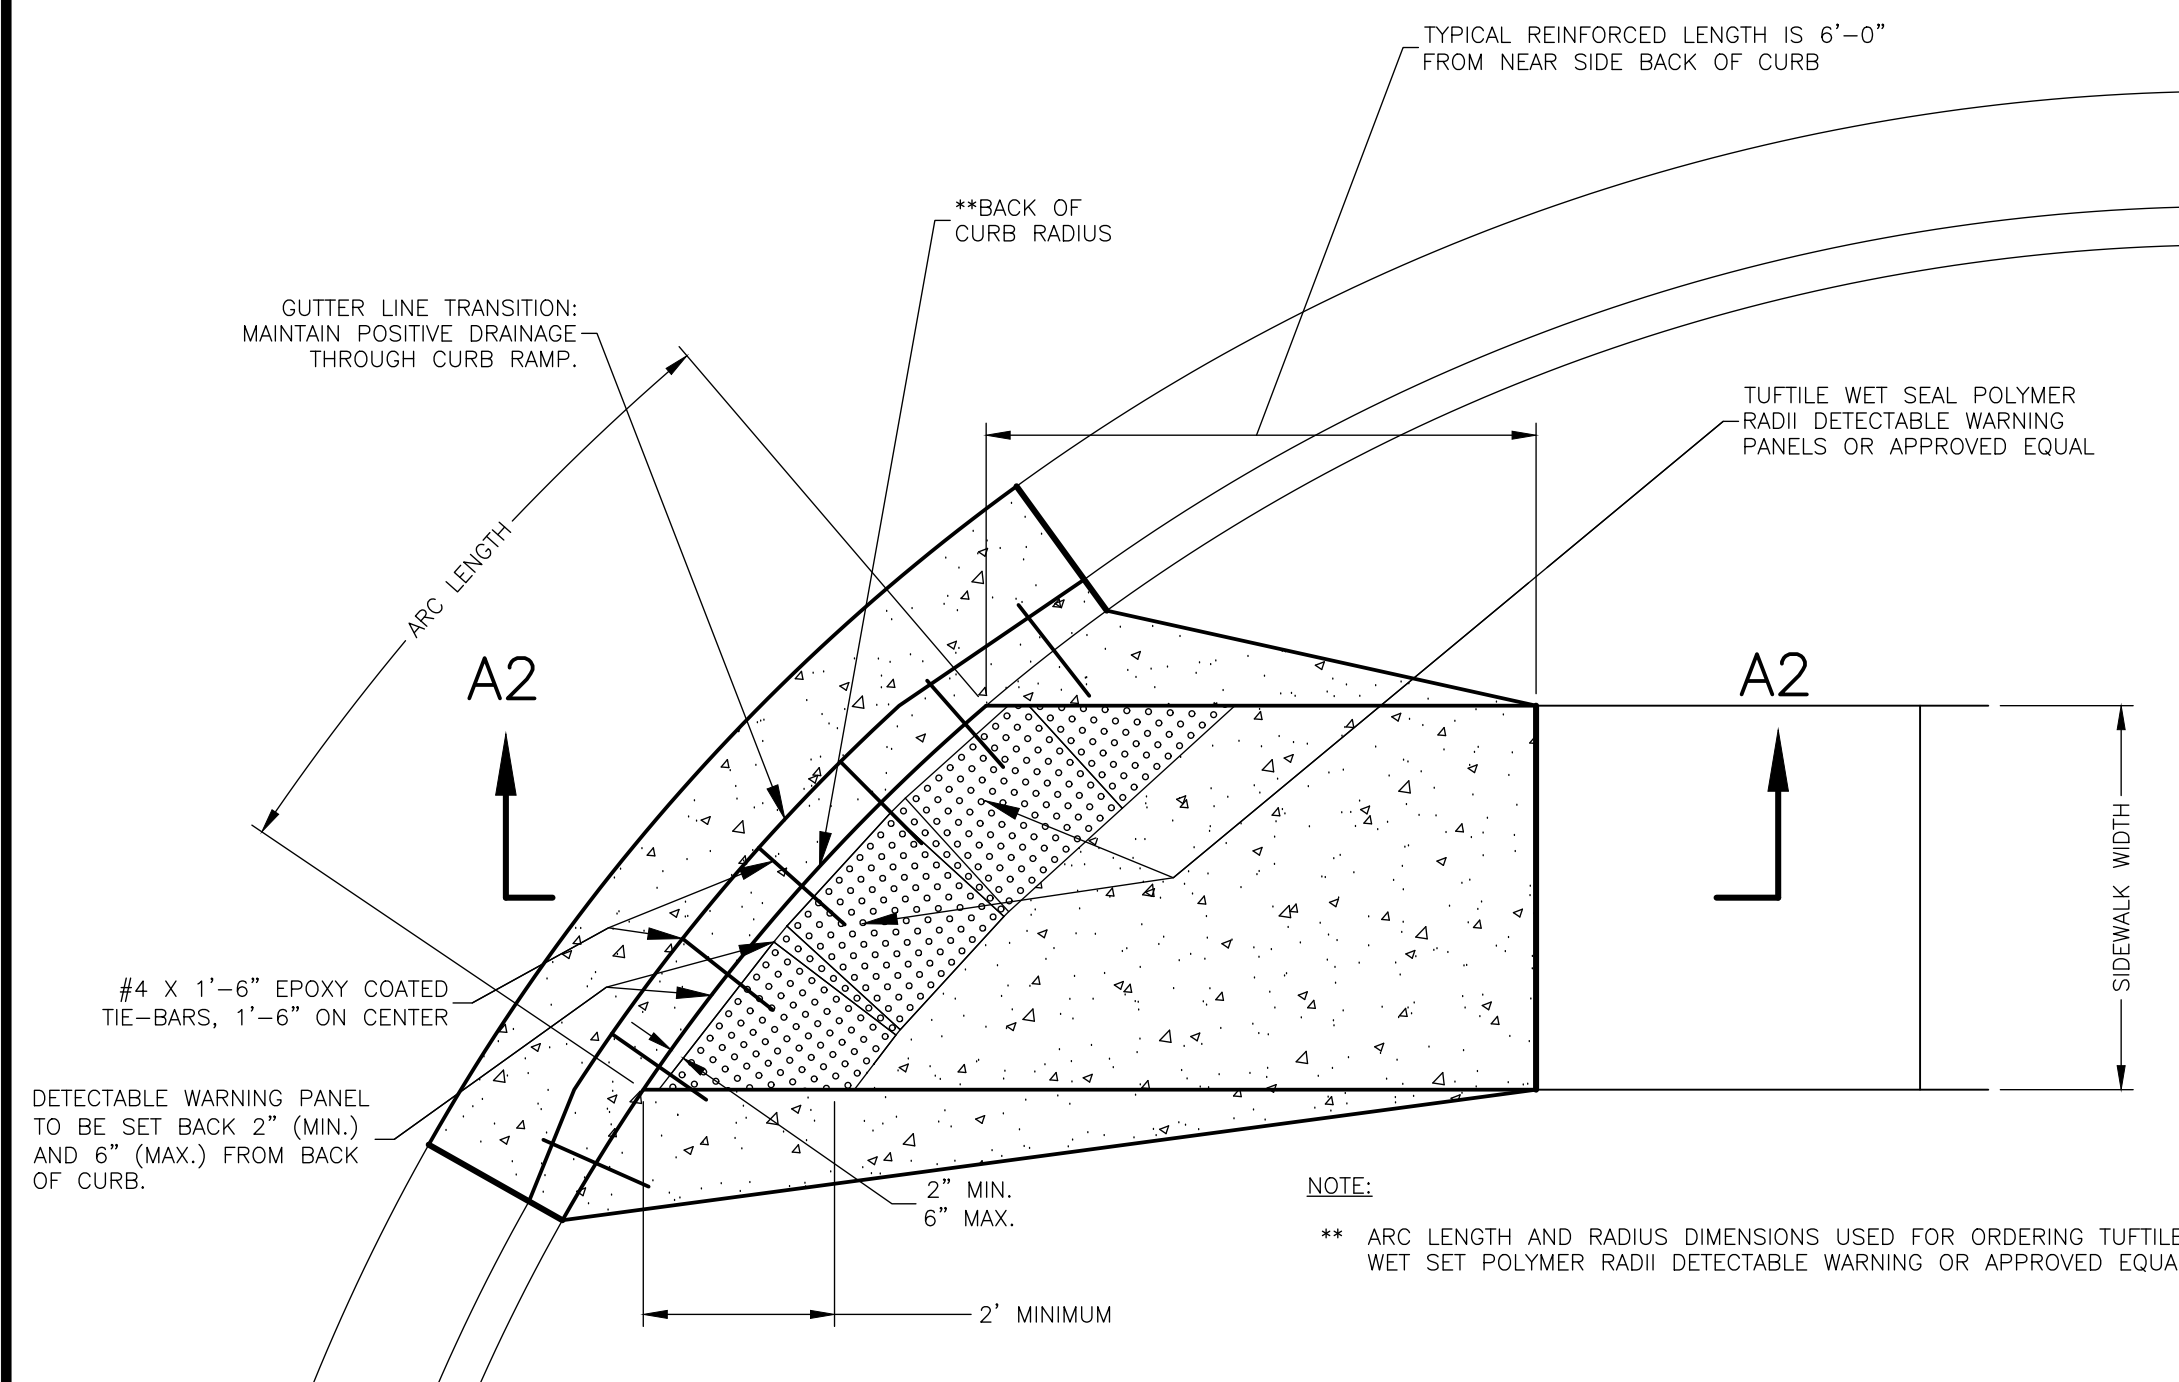 TYPICAL REINFORCED LENGTH IS 6'-0"
FROM NEAR SIDE BACK OF CURB
**BACK OF
CURB RADIUS
GUTTER LINE TRANSITION:
MAINTAIN POSITIVE DRAINAGE
THROUGH CURB RAMP.
TUFTILE WET SEAL POLYMER
RADII DETECTABLE WARNING
PANELS OR APPROVED EQUAL
ARC LENGTH
A2
A2
SIDEWALK WIDTH
#4 X 1'-6" EPOXY COATED
TIE-BARS, 1'-6" ON CENTER
DETECTABLE WARNING PANEL
TO BE SET BACK 2" (MIN.)
AND 6" (MAX.) FROM BACK
OF CURB.
2" MIN.
6" MAX.
2' MINIMUM
NOTE:
** ARC LENGTH AND RADIUS DIMENSIONS USED FOR ORDERING TUFTILE
WET SET POLYMER RADII DETECTABLE WARNING OR APPROVED EQUA